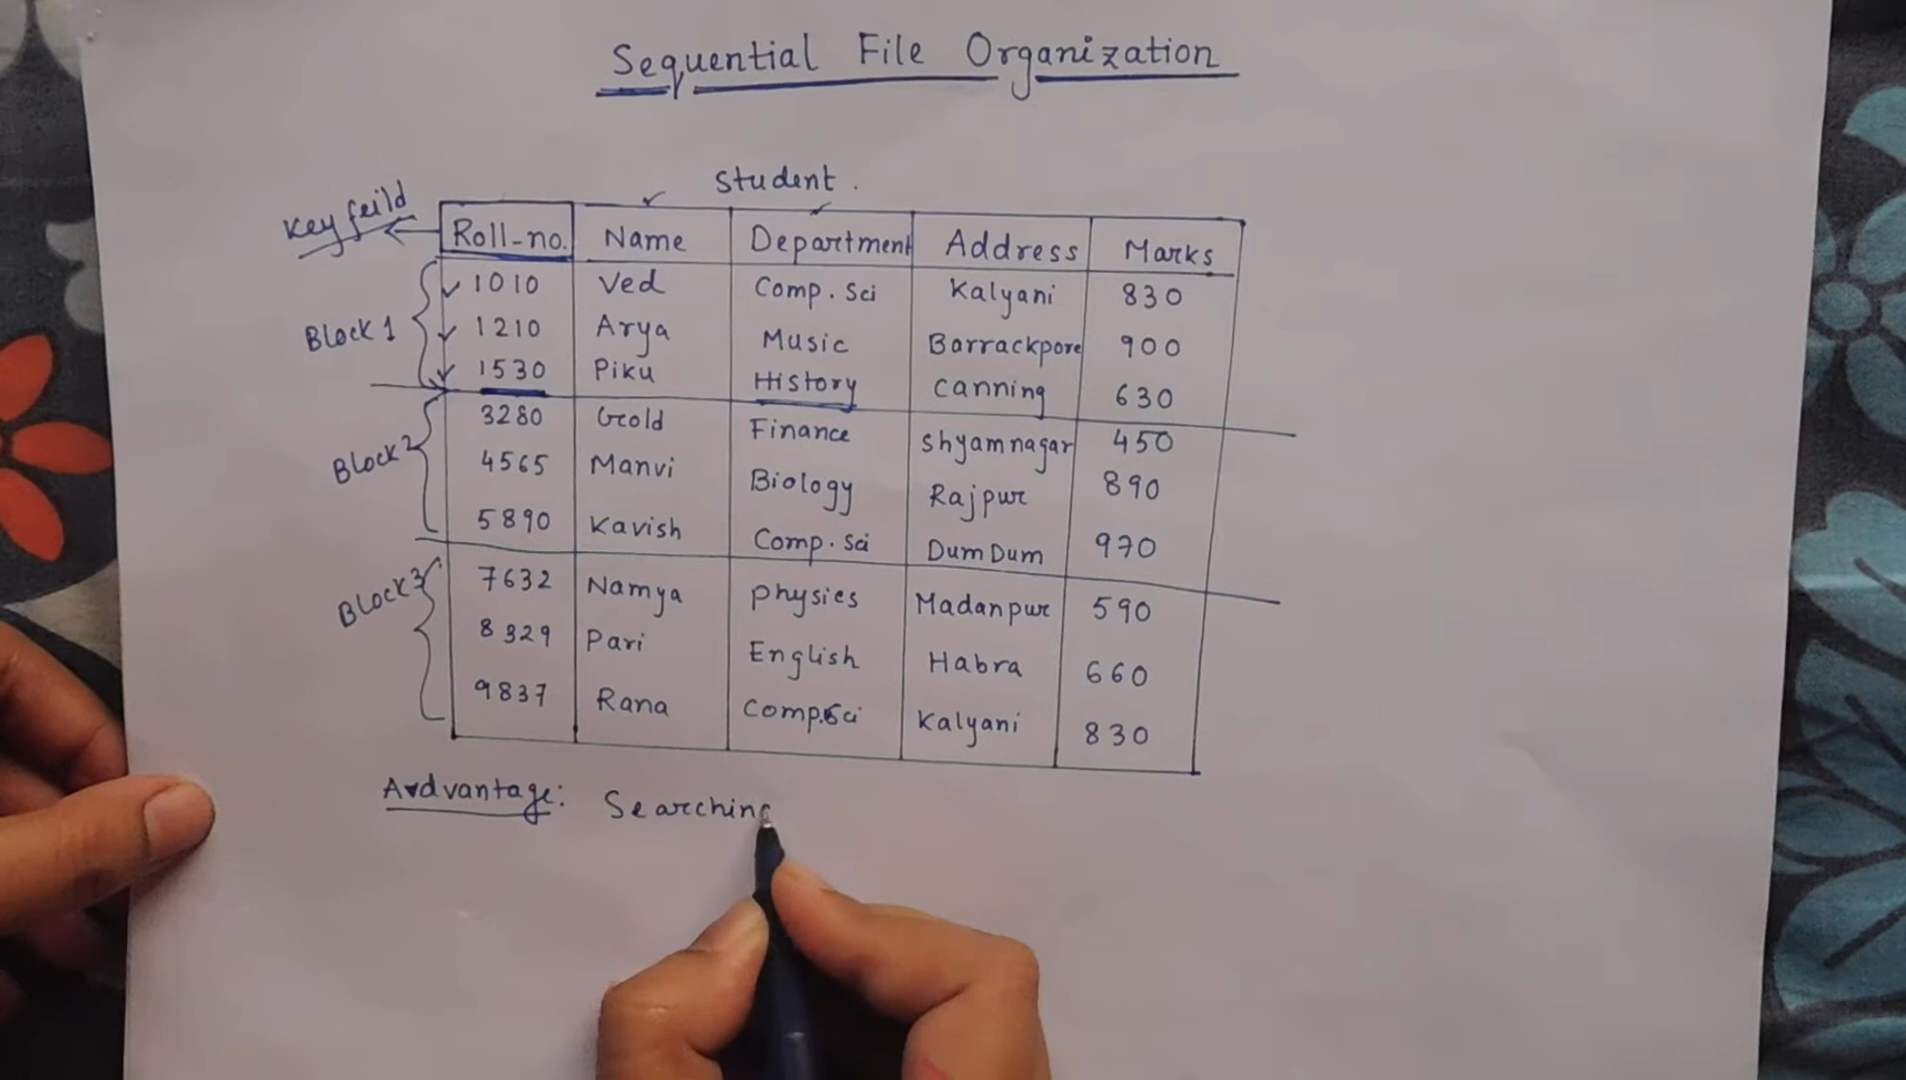 Sequential File Organization
Student.
Key feild
Roll-no. Name Department Address Marks
Block 1
1010 Ved Comp. Sci Kalyani 830
1210 Arya Music Barrackpore 900
1530 Piku History Canning 630
Block 2
3280 Gold Finance Shyamnagar 450
4565 Manvi Biology Rajpur 890
5890 Kavish Comp. Sci DumDum 970
Block 3
7632 Namya Physics Madanpur 590
8329 Pari English Habra 660
9837 Rana Comp.Sci Kalyani 830
Advantage: Searching